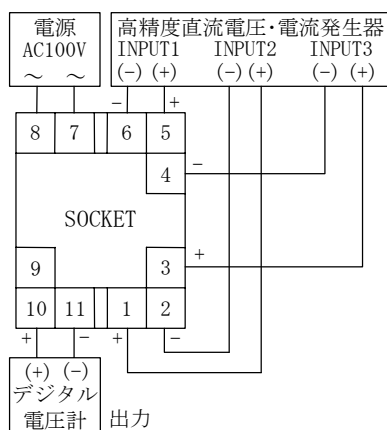 電源
AC100V
～ ～
高精度直流電圧・電流発生器
INPUT1 INPUT2 INPUT3
(-) (+) (-) (+) (-) (+)
- +
8 7 6 5
4 -
SOCKET
9 3 +
10 11 1 2
+ - + -
(+) (-)
デジタル
電圧計 出力